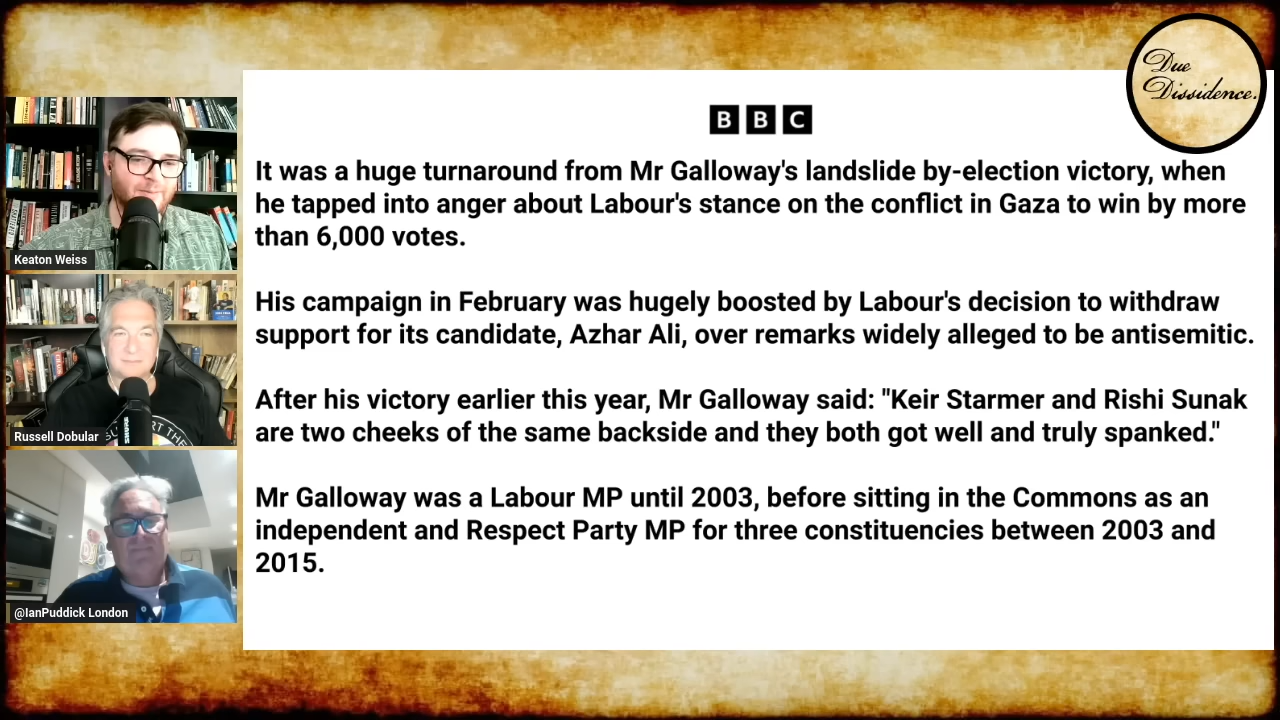 Due
Dissidence.
BBC
It was a huge turnaround from Mr Galloway's landslide by-election victory, when
he tapped into anger about Labour's stance on the conflict in Gaza to win by more
than 6,000 votes.
His campaign in February was hugely boosted by Labour's decision to withdraw
support for its candidate, Azhar Ali, over remarks widely alleged to be antisemitic.
After his victory earlier this year, Mr Galloway said: "Keir Starmer and Rishi Sunak
are two cheeks of the same backside and they both got well and truly spanked."
Mr Galloway was a Labour MP until 2003, before sitting in the Commons as an
independent and Respect Party MP for three constituencies between 2003 and
2015.
Keaton Weiss
Russell Dobular
@IanPuddick London